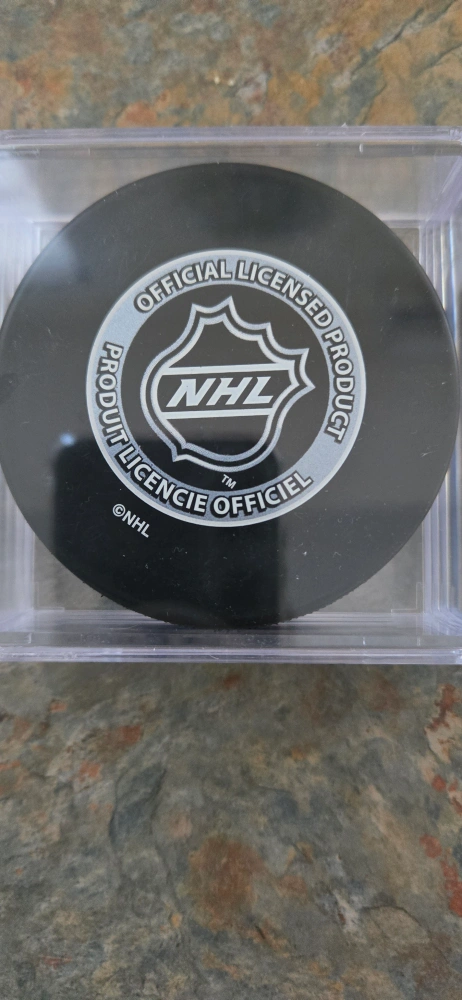 OFFICIAL LICENSED PRODUCT
NHL
TM
PRODUIT LICENCIE OFFICIEL
©NHL